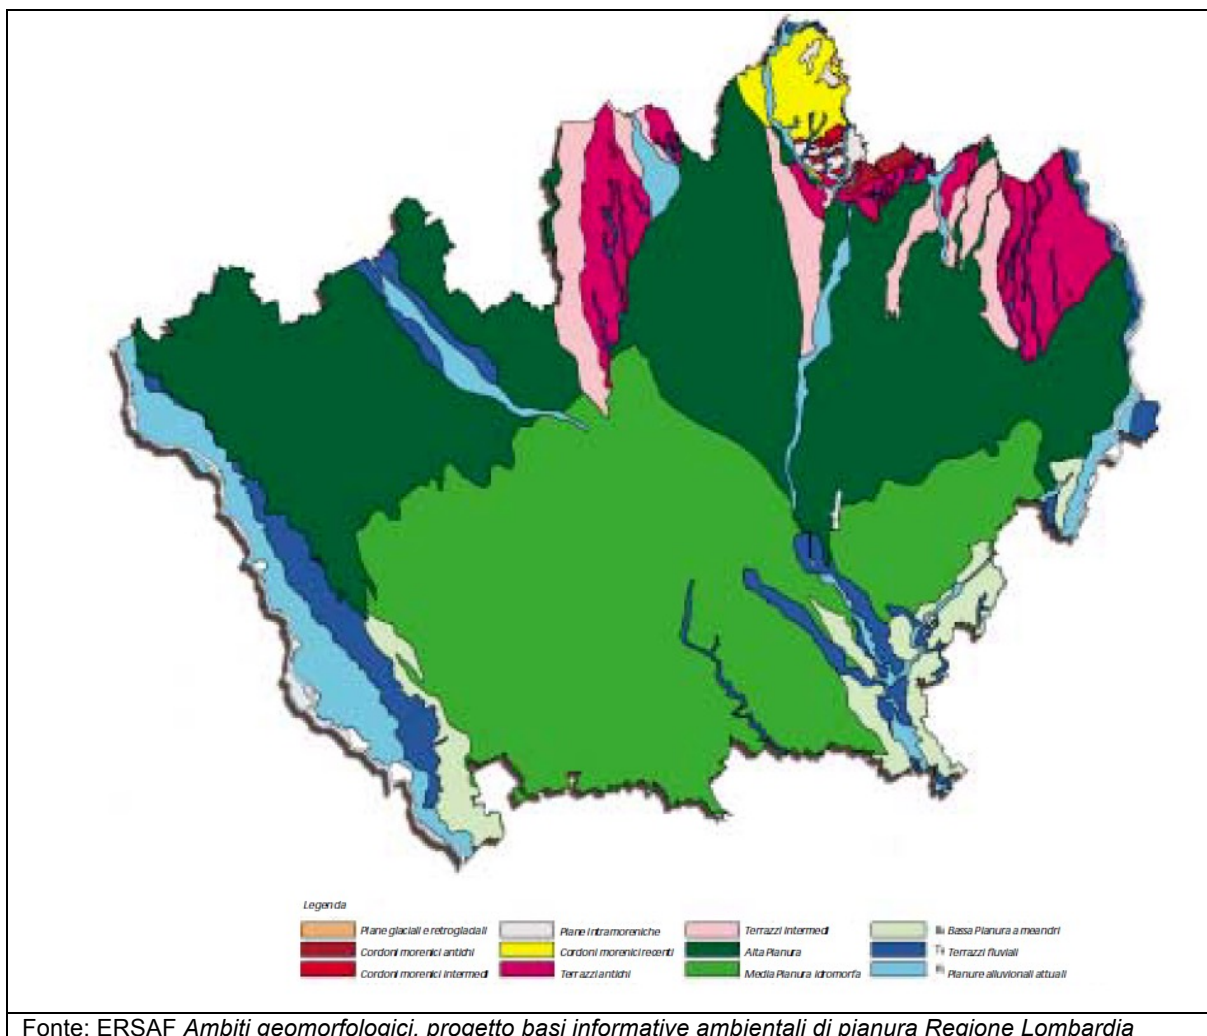 Legenda
Piane glaciali e retroglaciali
Cordoni morenici antichi
Cordoni morenici intermedi
Piane intramoreniche
Cordoni morenici recenti
Terrazzi antichi
Terrazzi intermedi
Alta Pianura
Media Pianura idromorfa
Bassa Pianura a meandri
Terrazzi fluviali
Pianure alluvionali attuali
Fonte: ERSAF Ambiti geomorfologici, progetto basi informative ambientali di pianura Regione Lombardia